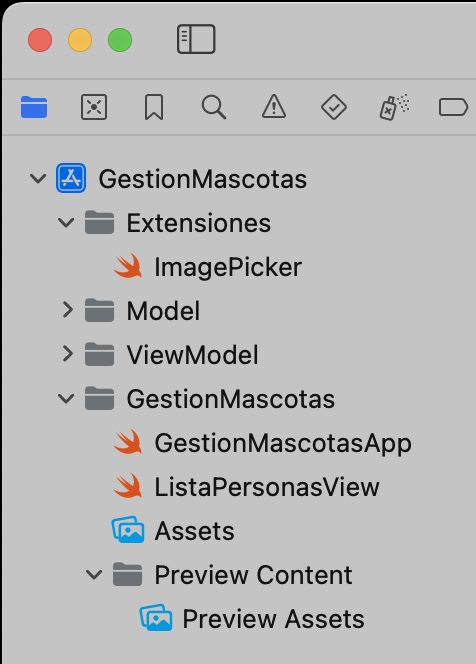 GestionMascotas
Extensiones
ImagePicker
Model
ViewModel
GestionMascotas
GestionMascotasApp
ListaPersonasView
Assets
Preview Content
Preview Assets